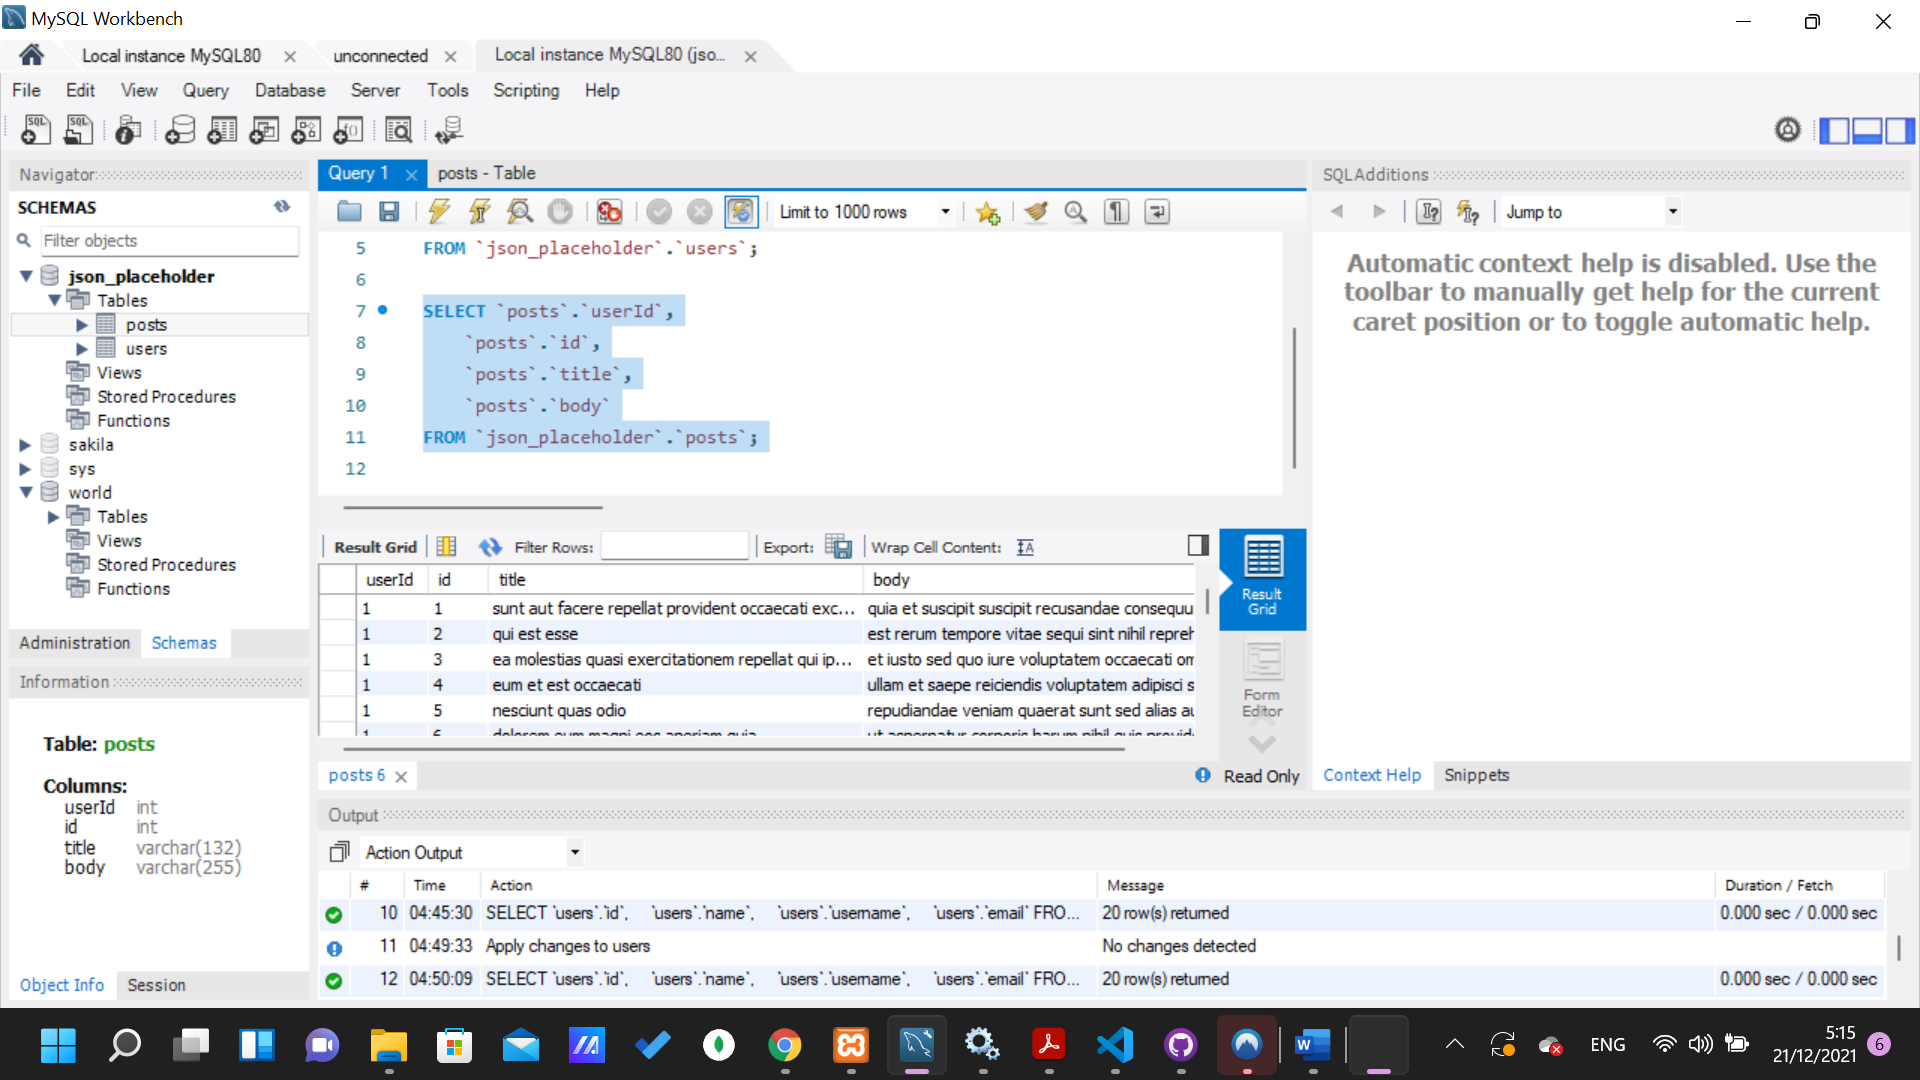 MySQL Workbench
Local instance MySQL80
unconnected
Local instance MySQL80 (jso...
File Edit View Query Database Server Tools Scripting Help
Navigator
SCHEMAS
Filter objects
json_placeholder
Tables
posts
users
Views
Stored Procedures
Functions
sakila
sys
world
Tables
Views
Stored Procedures
Functions
Administration Schemas
Information
Table: posts
Columns:
userId int
id int
title varchar(132)
body varchar(255)
Object Info Session
Query 1 posts - Table
Limit to 1000 rows
5 FROM `json_placeholder`.`users`;
6
7 SELECT `posts`.`userId`,
8 `posts`.`id`,
9 `posts`.`title`,
10 `posts`.`body`
11 FROM `json_placeholder`.`posts`;
12
Result Grid Filter Rows: Export: Wrap Cell Content:
userId id title body
1 1 sunt aut facere repellat provident occaecati exc... quia et suscipit suscipit recusandae consequu
1 2 qui est esse est rerum tempore vitae sequi sint nihil repreh
1 3 ea molestias quasi exercitationem repellat qui ip... et iusto sed quo iure voluptatem occaecati om
1 4 eum et est occaecati ullam et saepe reiciendis voluptatem adipisci s
1 5 nesciunt quas odio repudiandae veniam quaerat sunt sed alias au
1 6 dolorem eum magni eos aperiam quia ut aspernatur corporis harum nihil quis provide
Result Grid
Form Editor
posts 6
Read Only
SQLAdditions
Jump to
Automatic context help is disabled. Use the
toolbar to manually get help for the current
caret position or to toggle automatic help.
Context Help Snippets
Output
Action Output
# Time Action Message Duration / Fetch
10 04:45:30 SELECT `users`.`id`, `users`.`name`, `users`.`username`, `users`.`email` FRO... 20 row(s) returned 0.000 sec / 0.000 sec
11 04:49:33 Apply changes to users No changes detected
12 04:50:09 SELECT `users`.`id`, `users`.`name`, `users`.`username`, `users`.`email` FRO... 20 row(s) returned 0.000 sec / 0.000 sec
ENG
5:15
21/12/2021
6